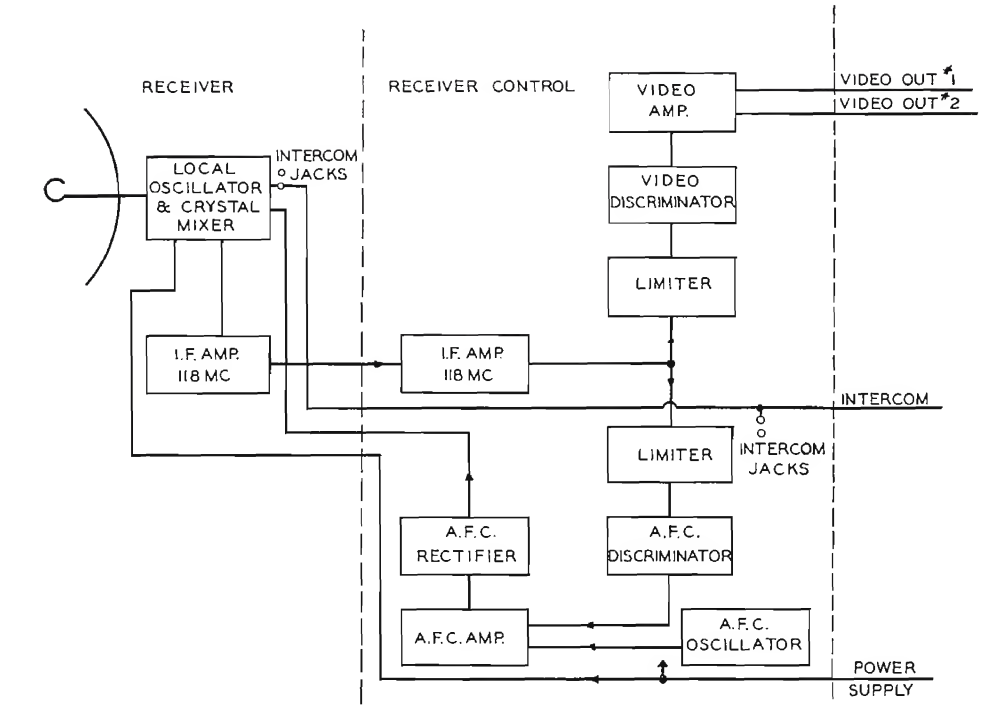 RECEIVER
RECEIVER CONTROL
VIDEO
AMP.
VIDEO OUT #1
VIDEO OUT #2
INTERCOM
JACKS
LOCAL
OSCILLATOR
& CRYSTAL
MIXER
VIDEO
DISCRIMINATOR
LIMITER
I.F. AMP.
118 MC
I.F. AMP.
118 MC
INTERCOM
LIMITER
INTERCOM
JACKS
A.F.C.
RECTIFIER
A.F.C.
DISCRIMINATOR
A.F.C. AMP.
A.F.C.
OSCILLATOR
POWER
SUPPLY